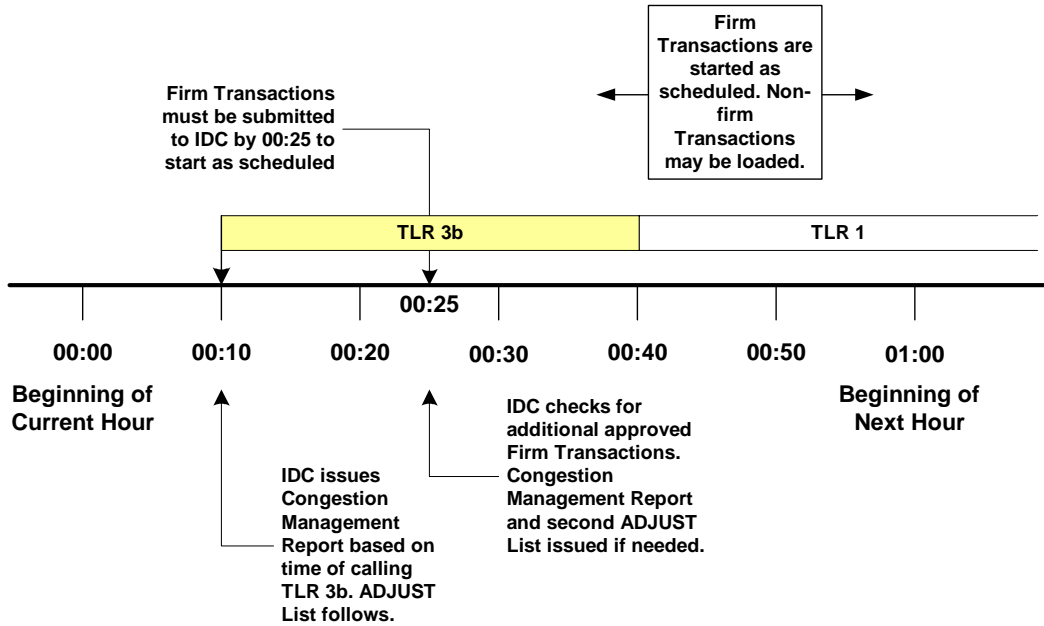 Firm
Transactions are
started as
scheduled. Non-
firm
Transactions
may be loaded.
Firm Transactions
must be submitted
to IDC by 00:25 to
start as scheduled
TLR 3b
TLR 1
00:25
00:00
00:10
00:20
00:30
00:40
00:50
01:00
Beginning of
Current Hour
Beginning of
Next Hour
IDC checks for
additional approved
Firm Transactions.
Congestion
Management Report
and second ADJUST
List issued if needed.
IDC issues
Congestion
Management
Report based on
time of calling
TLR 3b. ADJUST
List follows.